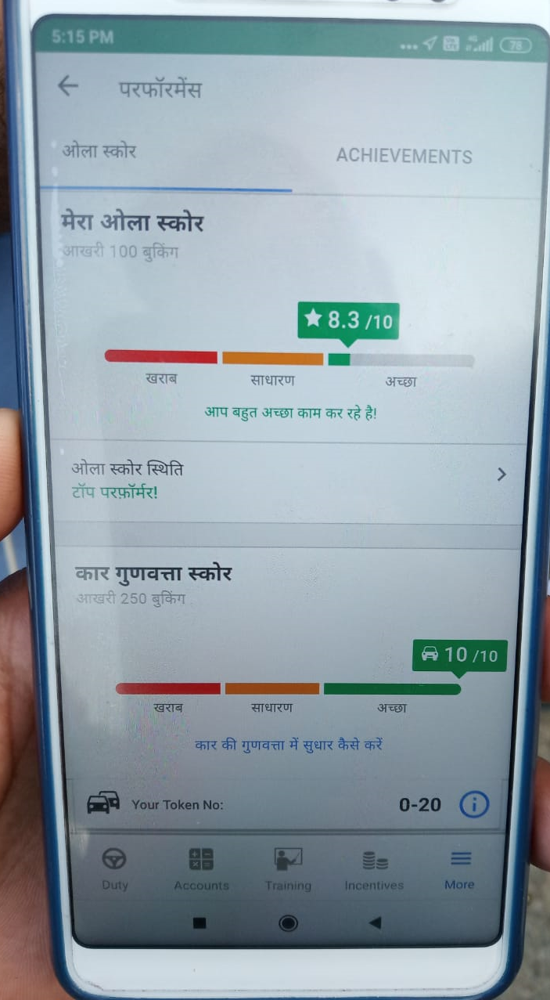 5:15 PM
4G
78
परफॉरमेंस
ओला स्कोर
ACHIEVEMENTS
मेरा ओला स्कोर
आखरी 100 बुकिंग
8.3 /10
खराब
साधारण
अच्छा
आप बहुत अच्छा काम कर रहे है!
ओला स्कोर स्थिति
टॉप परफ़ॉर्मर!
कार गुणवत्ता स्कोर
आखरी 250 बुकिंग
10 /10
खराब
साधारण
अच्छा
कार की गुणवत्ता में सुधार कैसे करें
Your Token No:
0-20
Duty
Accounts
Training
Incentives
More